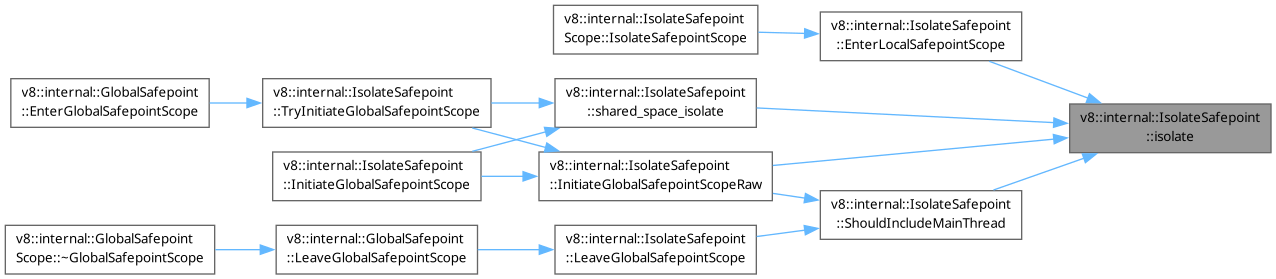 v8::internal::IsolateSafepoint
Scope::IsolateSafepointScope
v8::internal::IsolateSafepoint
::EnterLocalSafepointScope
v8::internal::GlobalSafepoint
::EnterGlobalSafepointScope
v8::internal::IsolateSafepoint
::TryInitiateGlobalSafepointScope
v8::internal::IsolateSafepoint
::shared_space_isolate
v8::internal::IsolateSafepoint
::isolate
v8::internal::IsolateSafepoint
::InitiateGlobalSafepointScope
v8::internal::IsolateSafepoint
::InitiateGlobalSafepointScopeRaw
v8::internal::IsolateSafepoint
::ShouldIncludeMainThread
v8::internal::GlobalSafepoint
Scope::~GlobalSafepointScope
v8::internal::GlobalSafepoint
::LeaveGlobalSafepointScope
v8::internal::IsolateSafepoint
::LeaveGlobalSafepointScope